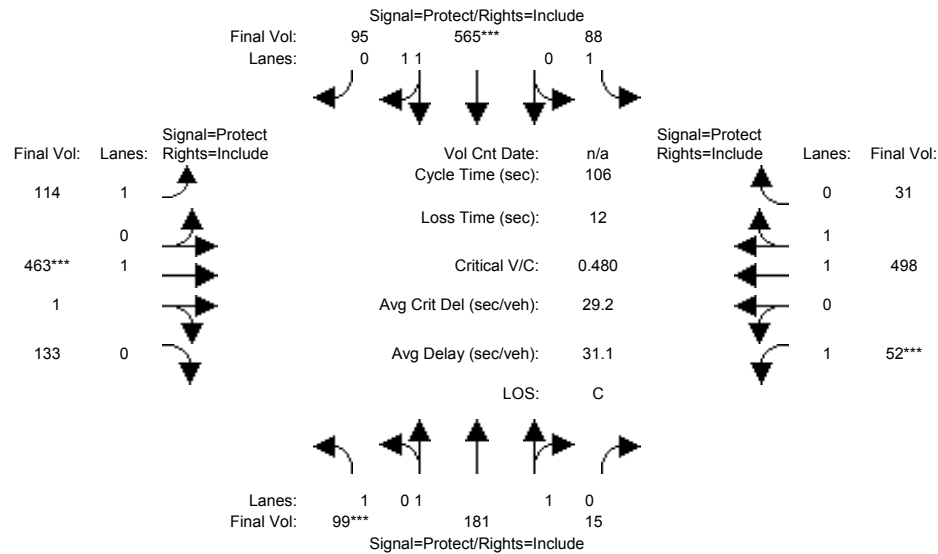 Signal=Protect/Rights=Include
Final Vol: 95 565*** 88
Lanes: 0 1 1 0 1
Signal=Protect Signal=Protect
Final Vol: Lanes: Rights=Include Vol Cnt Date: n/a Rights=Include Lanes: Final Vol:
Cycle Time (sec): 106
114 1 0 31
Loss Time (sec): 12
0 1
463*** 1 Critical V/C: 0.480 1 498
1 Avg Crit Del (sec/veh): 29.2 0
133 0 Avg Delay (sec/veh): 31.1 1 52***
LOS: C
Lanes: 1 0 1 1 0
Final Vol: 99*** 181 15
Signal=Protect/Rights=Include